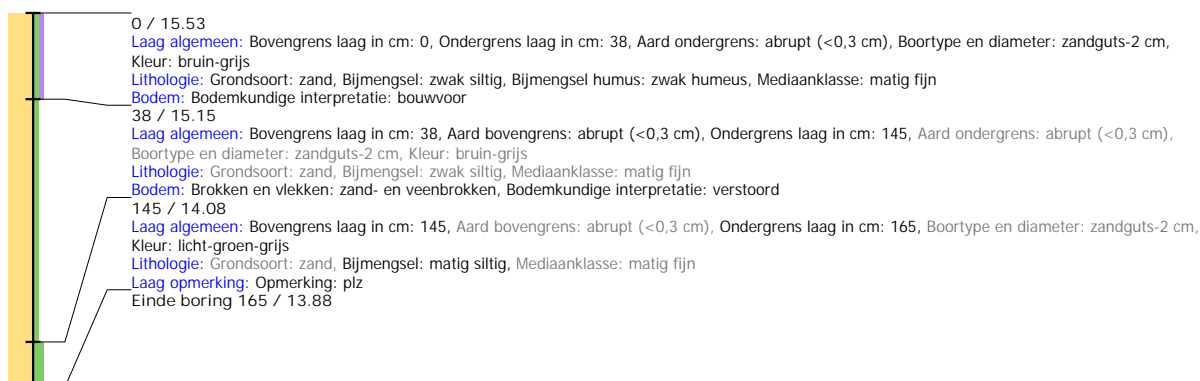 0 / 15.53
Laag algemeen: Bovengrens laag in cm: 0, Ondergrens laag in cm: 38, Aard ondergrens: abrupt (<0,3 cm), Boortype en diameter: zandguts-2 cm,
Kleur: bruin-grijs
Lithologie: Grondsoort: zand, Bijmengsel: zwak siltig, Bijmengsel humus: zwak humeus, Mediaanklasse: matig fijn
Bodem: Bodemkundige interpretatie: bouwvoor
38 / 15.15
Laag algemeen: Bovengrens laag in cm: 38, Aard bovengrens: abrupt (<0,3 cm), Ondergrens laag in cm: 145, Aard ondergrens: abrupt (<0,3 cm),
Boortype en diameter: zandguts-2 cm, Kleur: bruin-grijs
Lithologie: Grondsoort: zand, Bijmengsel: zwak siltig, Mediaanklasse: matig fijn
Bodem: Brokken en vlekken: zand- en veenbrokken, Bodemkundige interpretatie: verstoord
145 / 14.08
Laag algemeen: Bovengrens laag in cm: 145, Aard bovengrens: abrupt (<0,3 cm), Ondergrens laag in cm: 165, Boortype en diameter: zandguts-2 cm,
Kleur: licht-groen-grijs
Lithologie: Grondsoort: zand, Bijmengsel: matig siltig, Mediaanklasse: matig fijn
Laag opmerking: Opmerking: plz
Einde boring 165 / 13.88